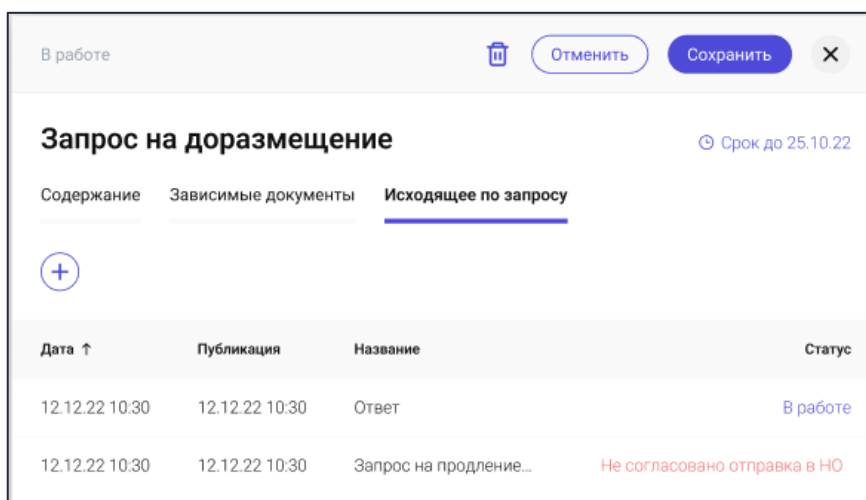 В работе Отменить Сохранить
Запрос на доразмещение
Срок до 25.10.22
Содержание Зависимые документы Исходящее по запросу
Дата ↑ Публикация Название Статус
12.12.22 10:30 12.12.22 10:30 Ответ В работе
12.12.22 10:30 12.12.22 10:30 Запрос на продление... Не согласовано отправка в НО